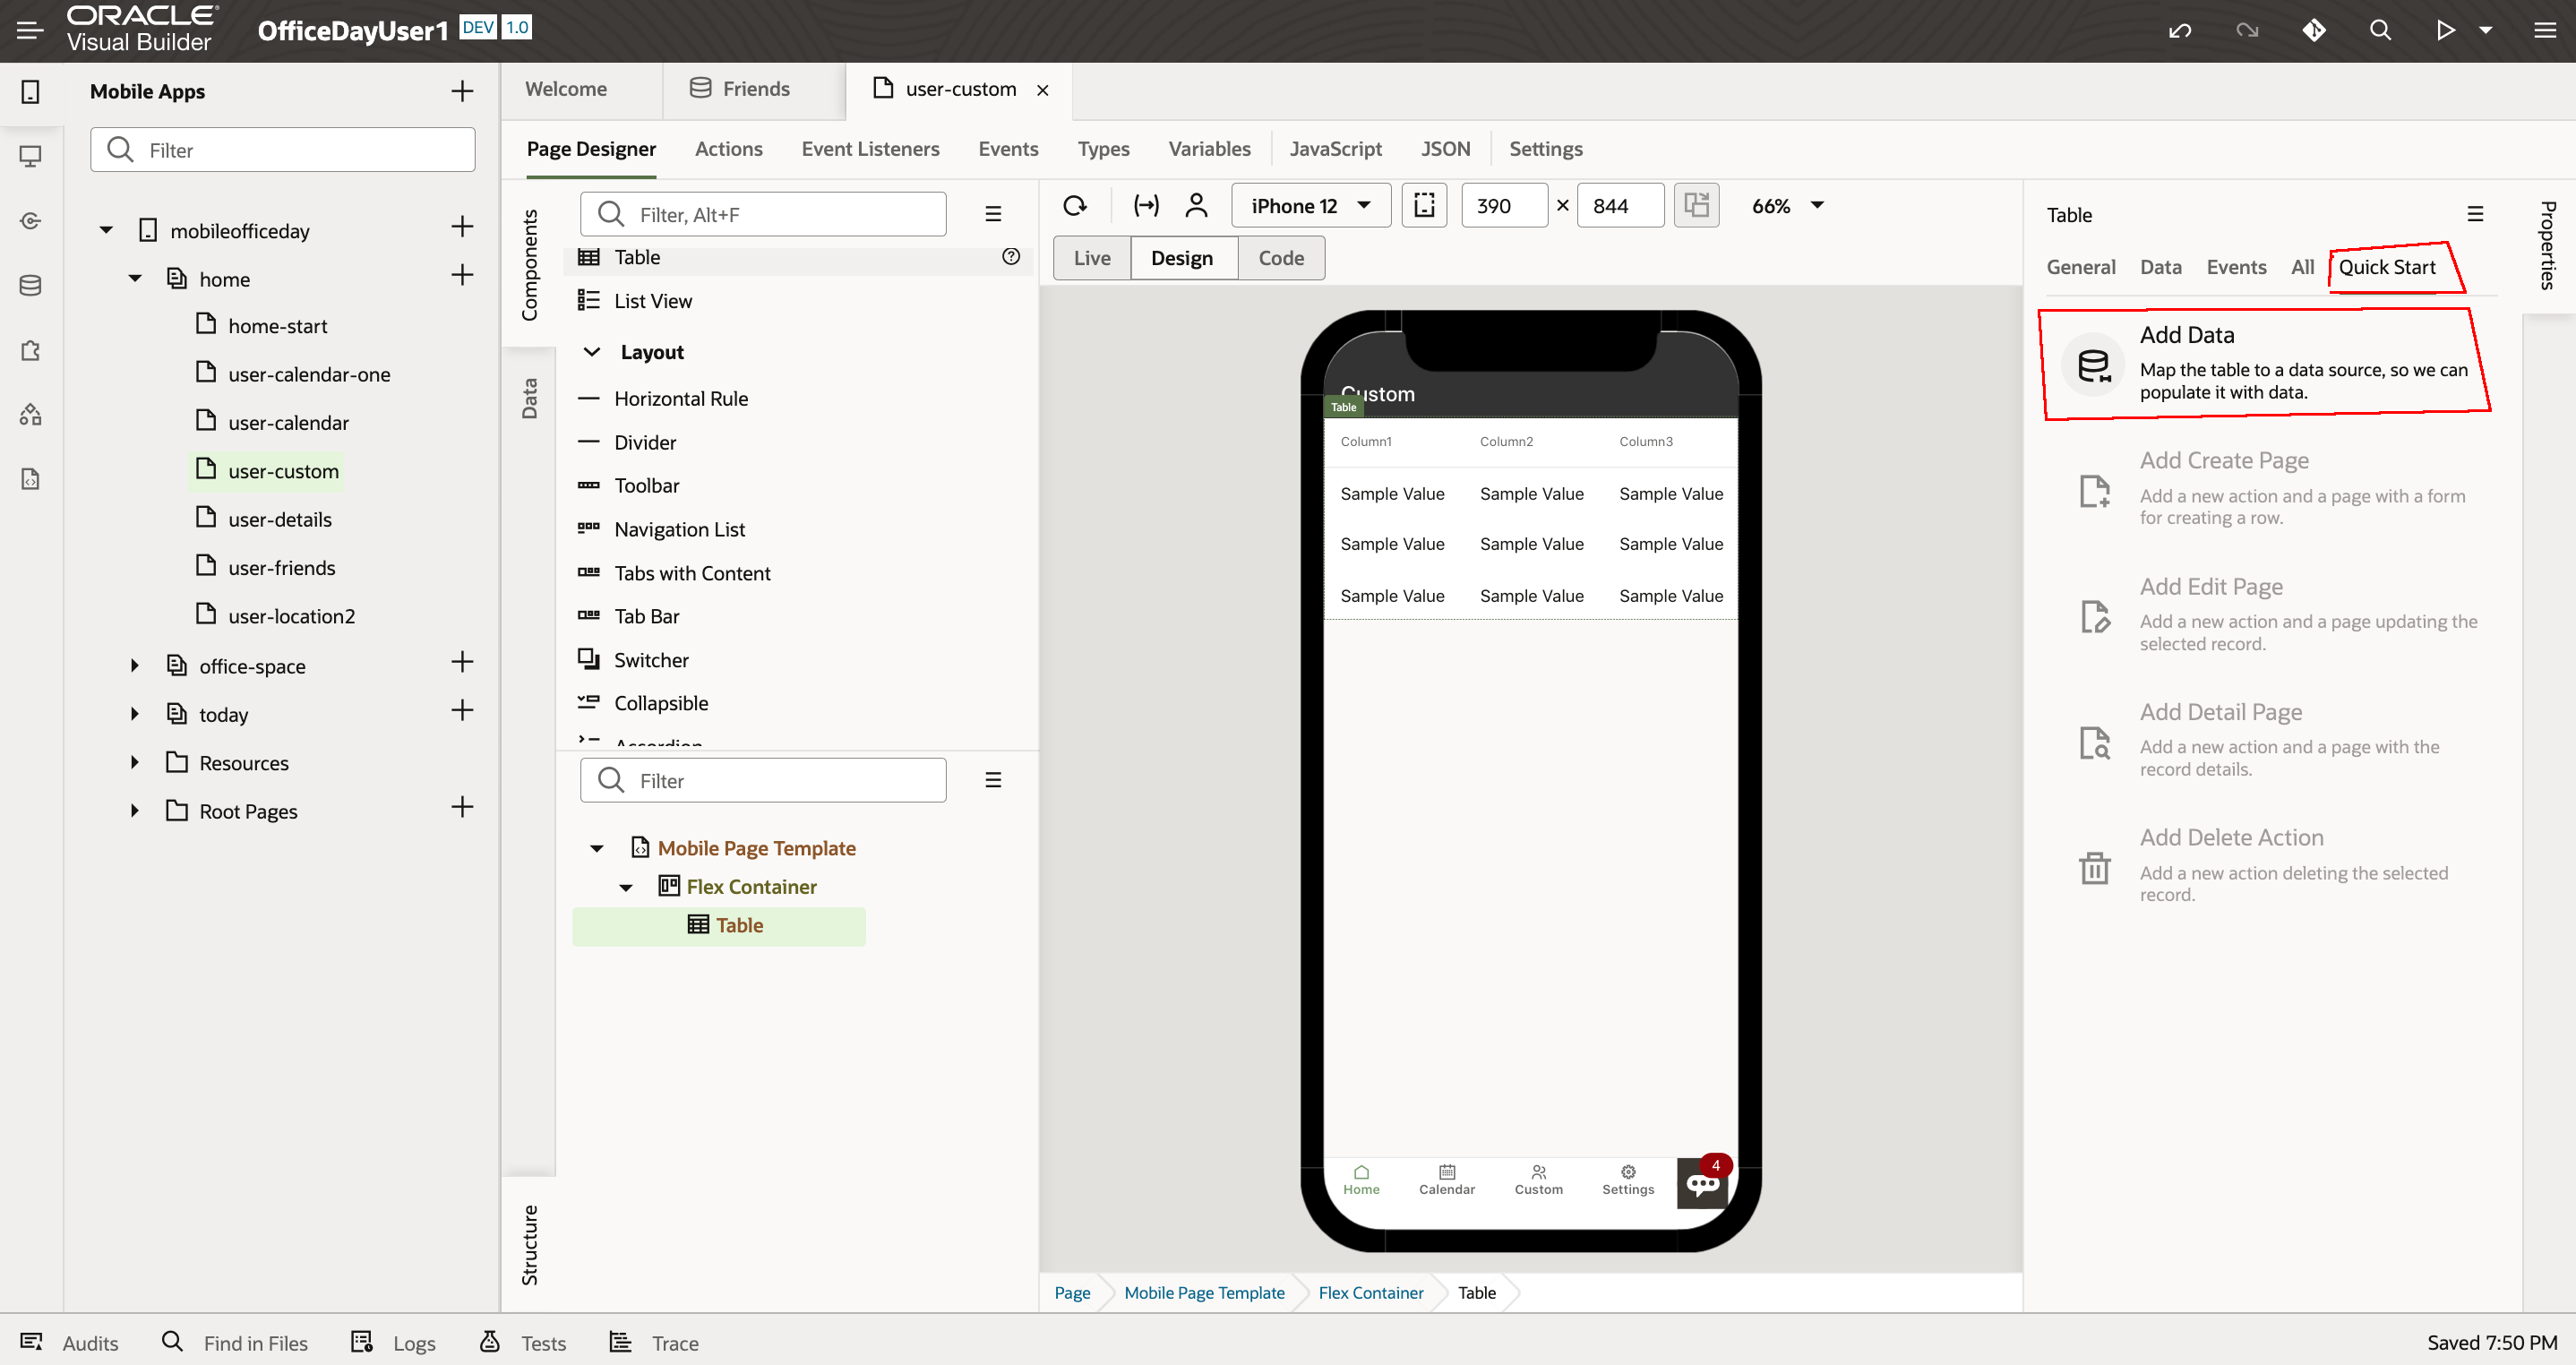 ORACLE
Visual Builder
OfficeDayUser1 DEV 1.0
Mobile Apps
Filter
mobileofficeday
home
home-start
user-calendar-one
user-calendar
user-custom
user-details
user-friends
user-location2
office-space
today
Resources
Root Pages
Welcome
Friends
user-custom
Page Designer
Actions
Event Listeners
Events
Types
Variables
JavaScript
JSON
Settings
Components
Data
Structure
Filter, Alt+F
Table
List View
Layout
Horizontal Rule
Divider
Toolbar
Navigation List
Tabs with Content
Tab Bar
Switcher
Collapsible
Accordion
Filter
Mobile Page Template
Flex Container
Table
iPhone 12
390 × 844
66%
Live
Design
Code
Custom
Table
Column1 Column2 Column3
Sample Value Sample Value Sample Value
Sample Value Sample Value Sample Value
Sample Value Sample Value Sample Value
Home
Calendar
Custom
Settings
4
Page
Mobile Page Template
Flex Container
Table
Table
Properties
General
Data
Events
All
Quick Start
Add Data
Map the table to a data source, so we can
populate it with data.
Add Create Page
Add a new action and a page with a form
for creating a row.
Add Edit Page
Add a new action and a page updating the
selected record.
Add Detail Page
Add a new action and a page with the
record details.
Add Delete Action
Add a new action deleting the selected
record.
Audits
Find in Files
Logs
Tests
Trace
Saved 7:50 PM